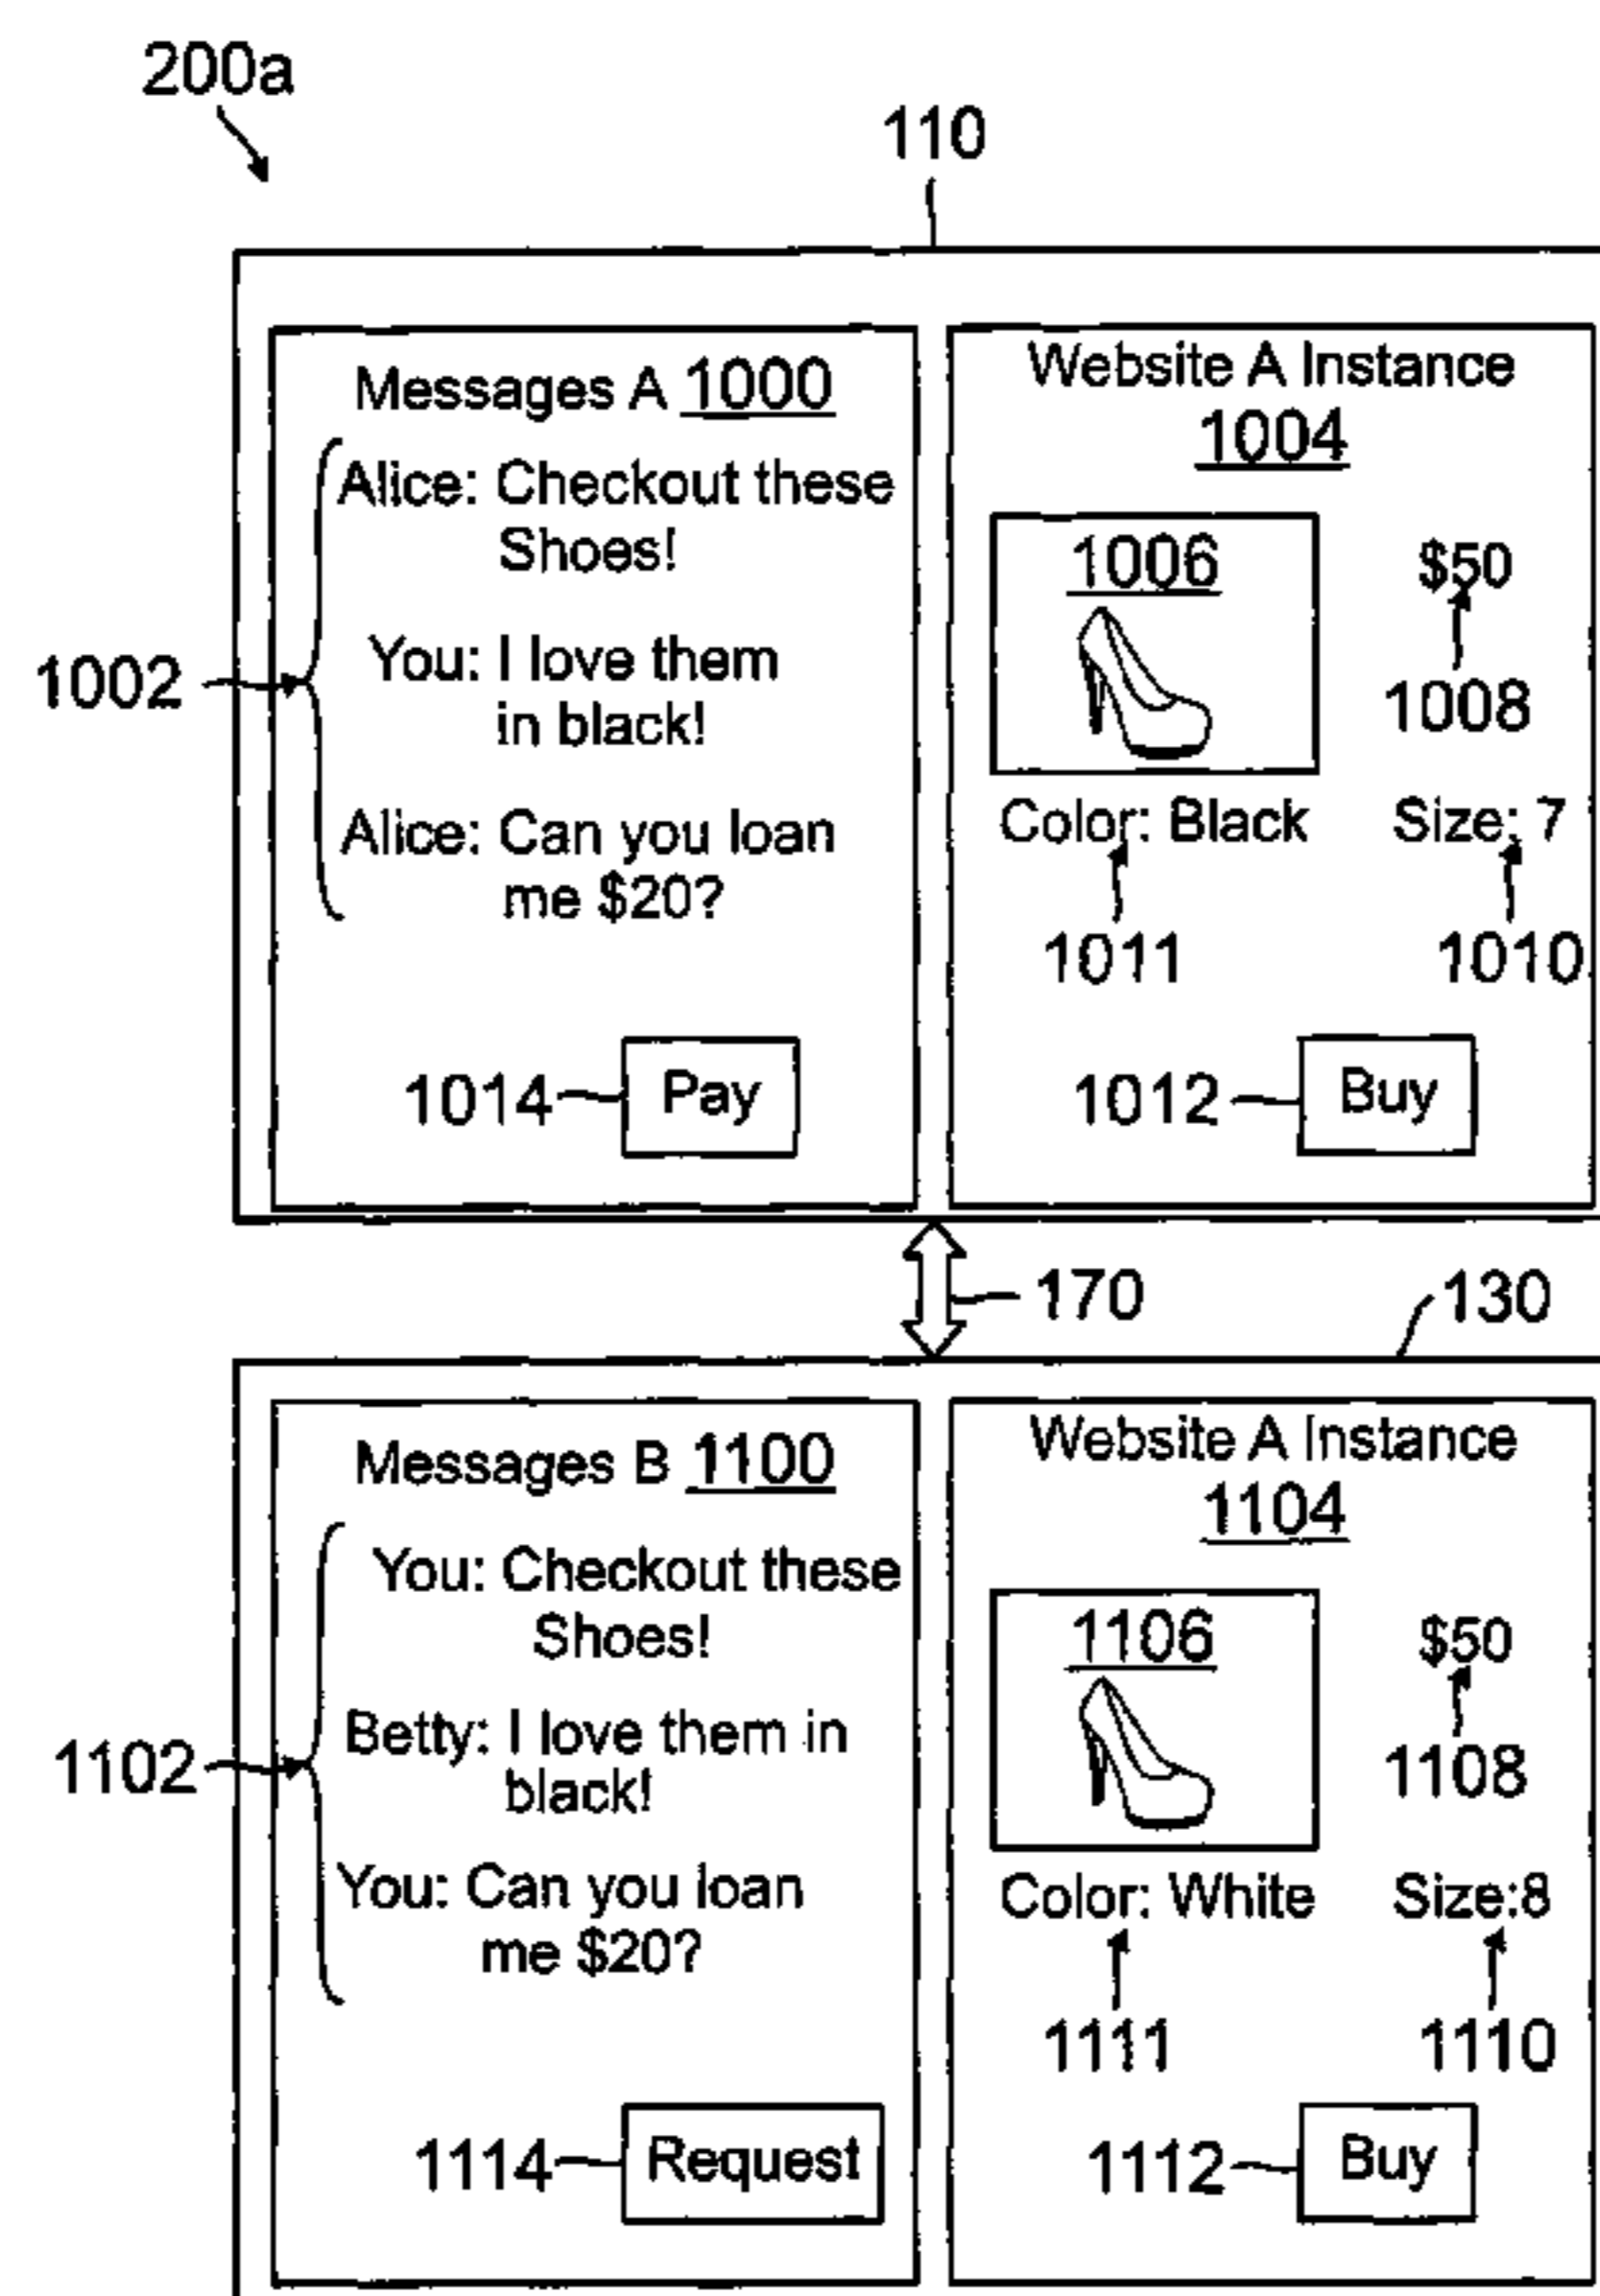 200a
110
Messages A 1000
Alice: Checkout these
Shoes!
You: I love them
in black!
Alice: Can you loan
me $20?
1002
1014
Pay
Website A Instance
1004
1006
$50
1008
Color: Black
Size: 7
1011
1010
1012
Buy
170
130
Messages B 1100
You: Checkout these
Shoes!
Betty: I love them in
black!
You: Can you loan
me $20?
1102
1114
Request
Website A Instance
1104
1106
$50
1108
Color: White
Size:8
1111
1110
1112
Buy